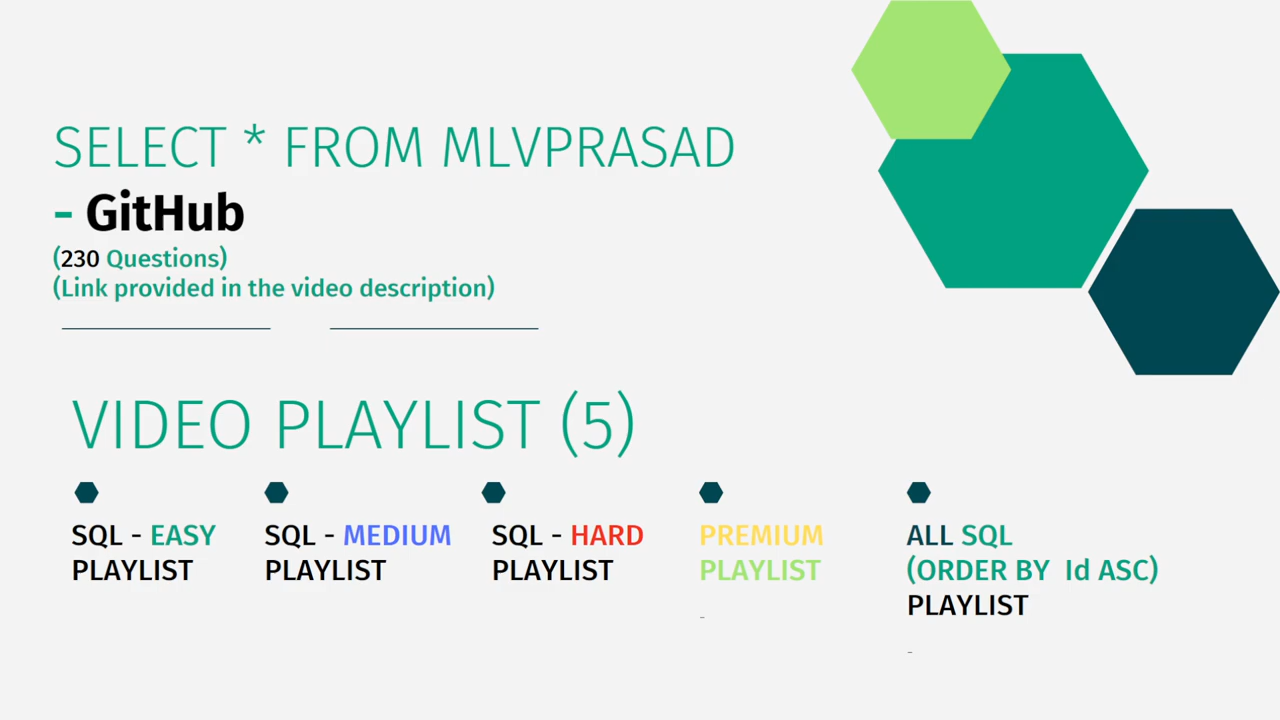 SELECT * FROM MLVPRASAD
- GitHub
(230 Questions)
(Link provided in the video description)
VIDEO PLAYLIST (5)
SQL - EASY
PLAYLIST
SQL - MEDIUM
PLAYLIST
SQL - HARD
PLAYLIST
PREMIUM
PLAYLIST
-
ALL SQL
(ORDER BY Id ASC)
PLAYLIST
-